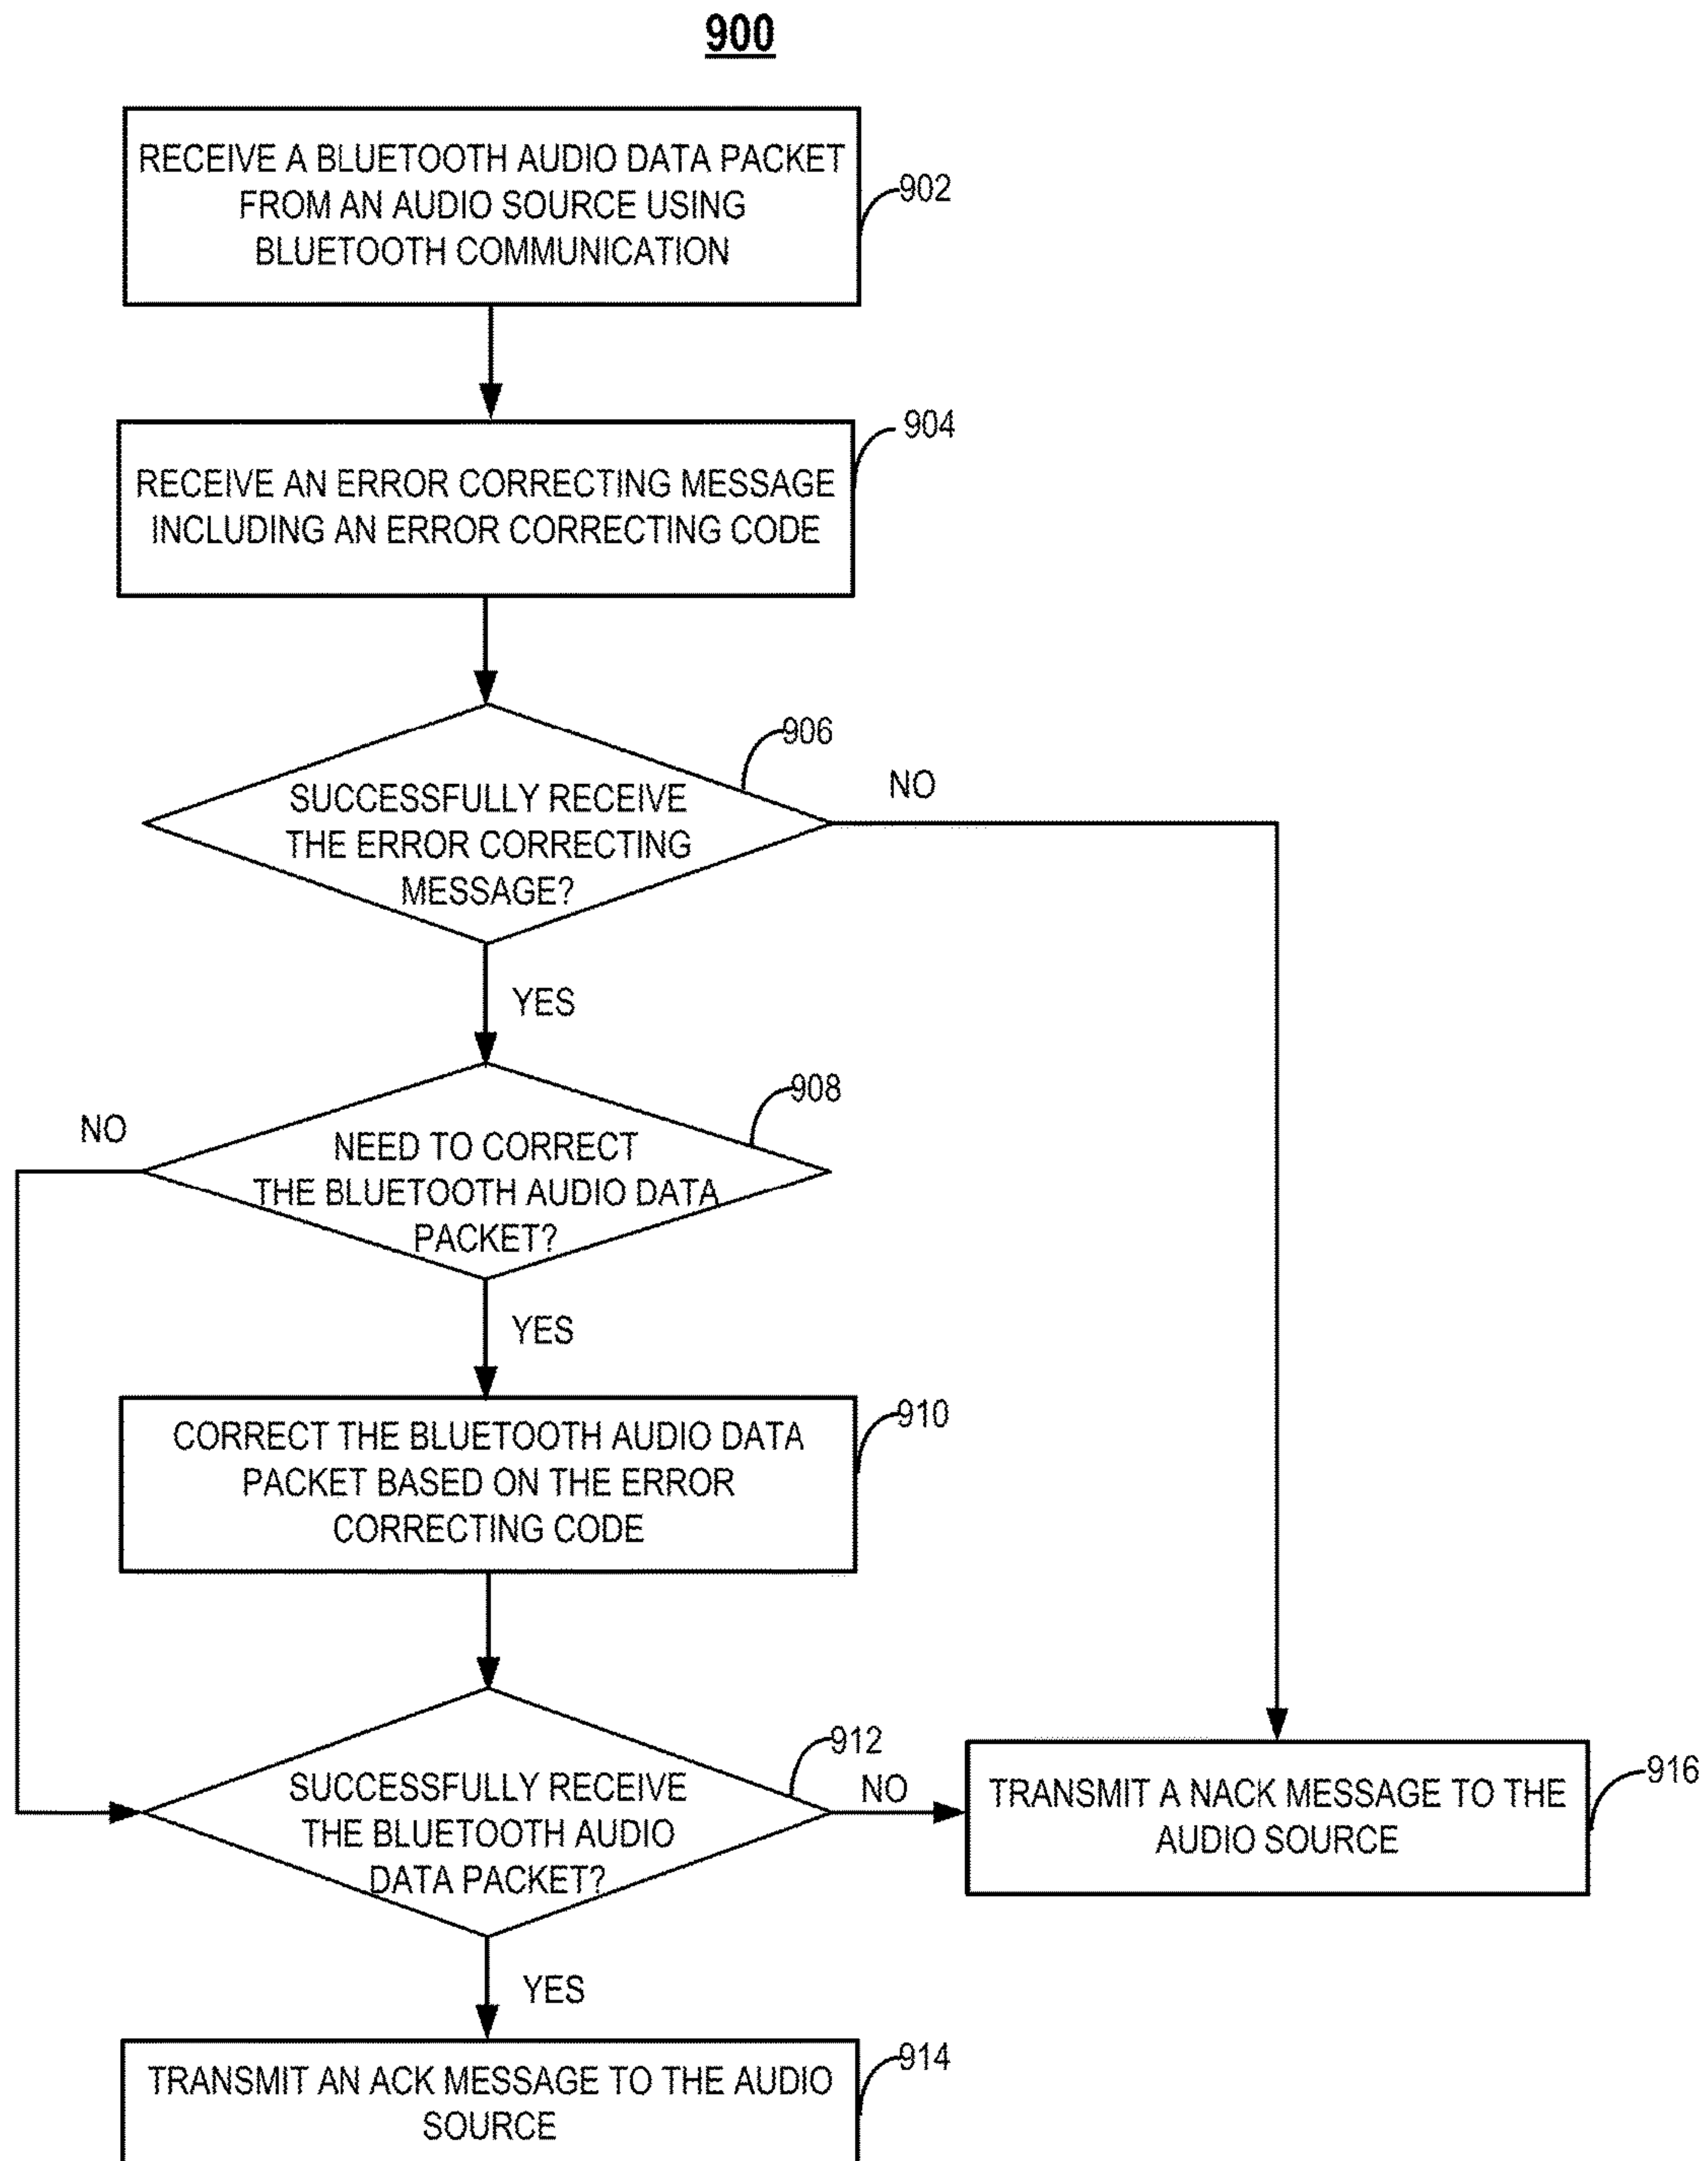 900
RECEIVE A BLUETOOTH AUDIO DATA PACKET
FROM AN AUDIO SOURCE USING
BLUETOOTH COMMUNICATION
902
904
RECEIVE AN ERROR CORRECTING MESSAGE
INCLUDING AN ERROR CORRECTING CODE
906
NO
SUCCESSFULLY RECEIVE
THE ERROR CORRECTING
MESSAGE?
YES
908
NO
NEED TO CORRECT
THE BLUETOOTH AUDIO DATA
PACKET?
YES
910
CORRECT THE BLUETOOTH AUDIO DATA
PACKET BASED ON THE ERROR
CORRECTING CODE
912
NO
SUCCESSFULLY RECEIVE
THE BLUETOOTH AUDIO
DATA PACKET?
916
TRANSMIT A NACK MESSAGE TO THE
AUDIO SOURCE
YES
914
TRANSMIT AN ACK MESSAGE TO THE AUDIO
SOURCE